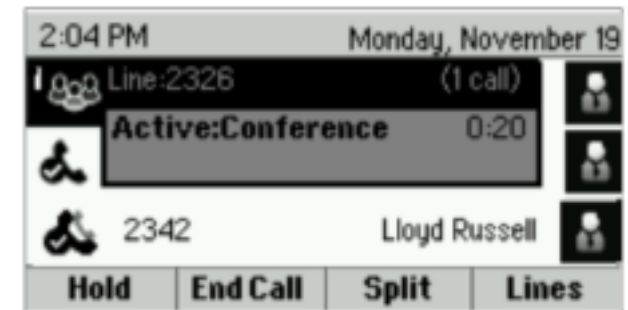 2:04 PM Monday, November 19
Line:2326 (1 call)
Active:Conference 0:20
2342 Lloyd Russell
Hold End Call Split Lines